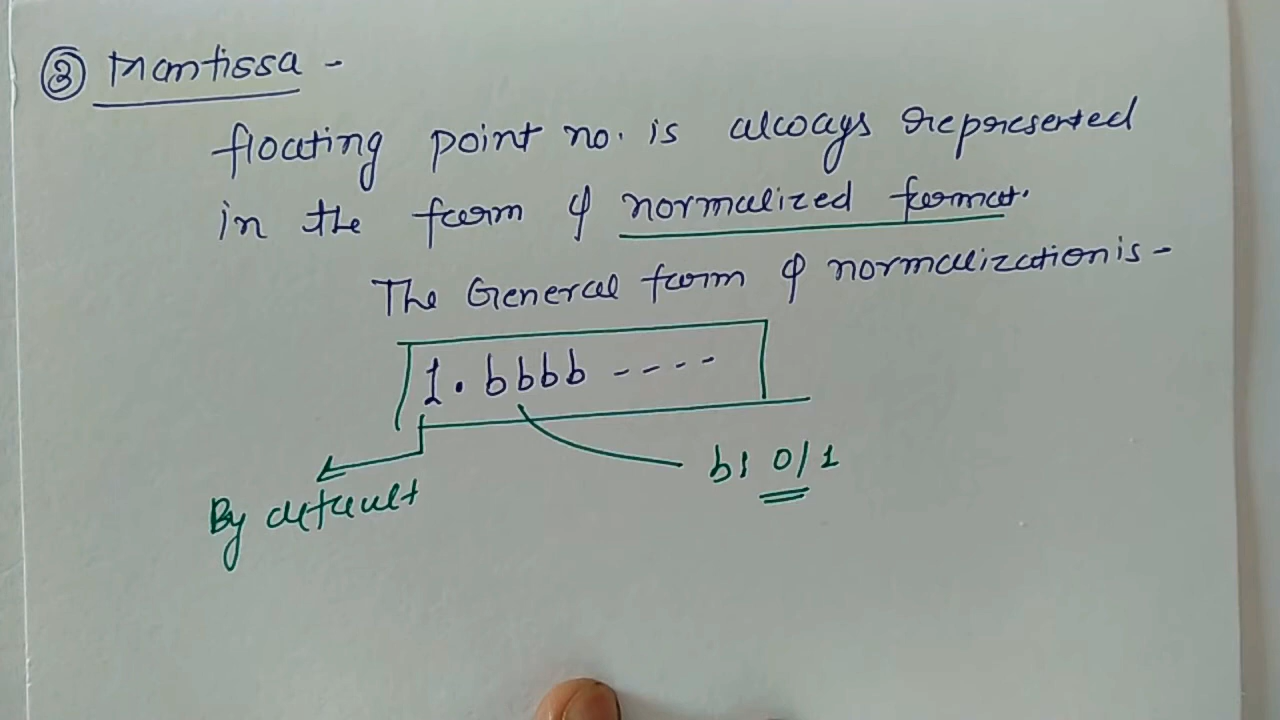 ③ Mantissa -
floating point no. is always represented
in the form of normalized format.
The General form of normalization is -
1.bbbb ----
b: 0/1
By default